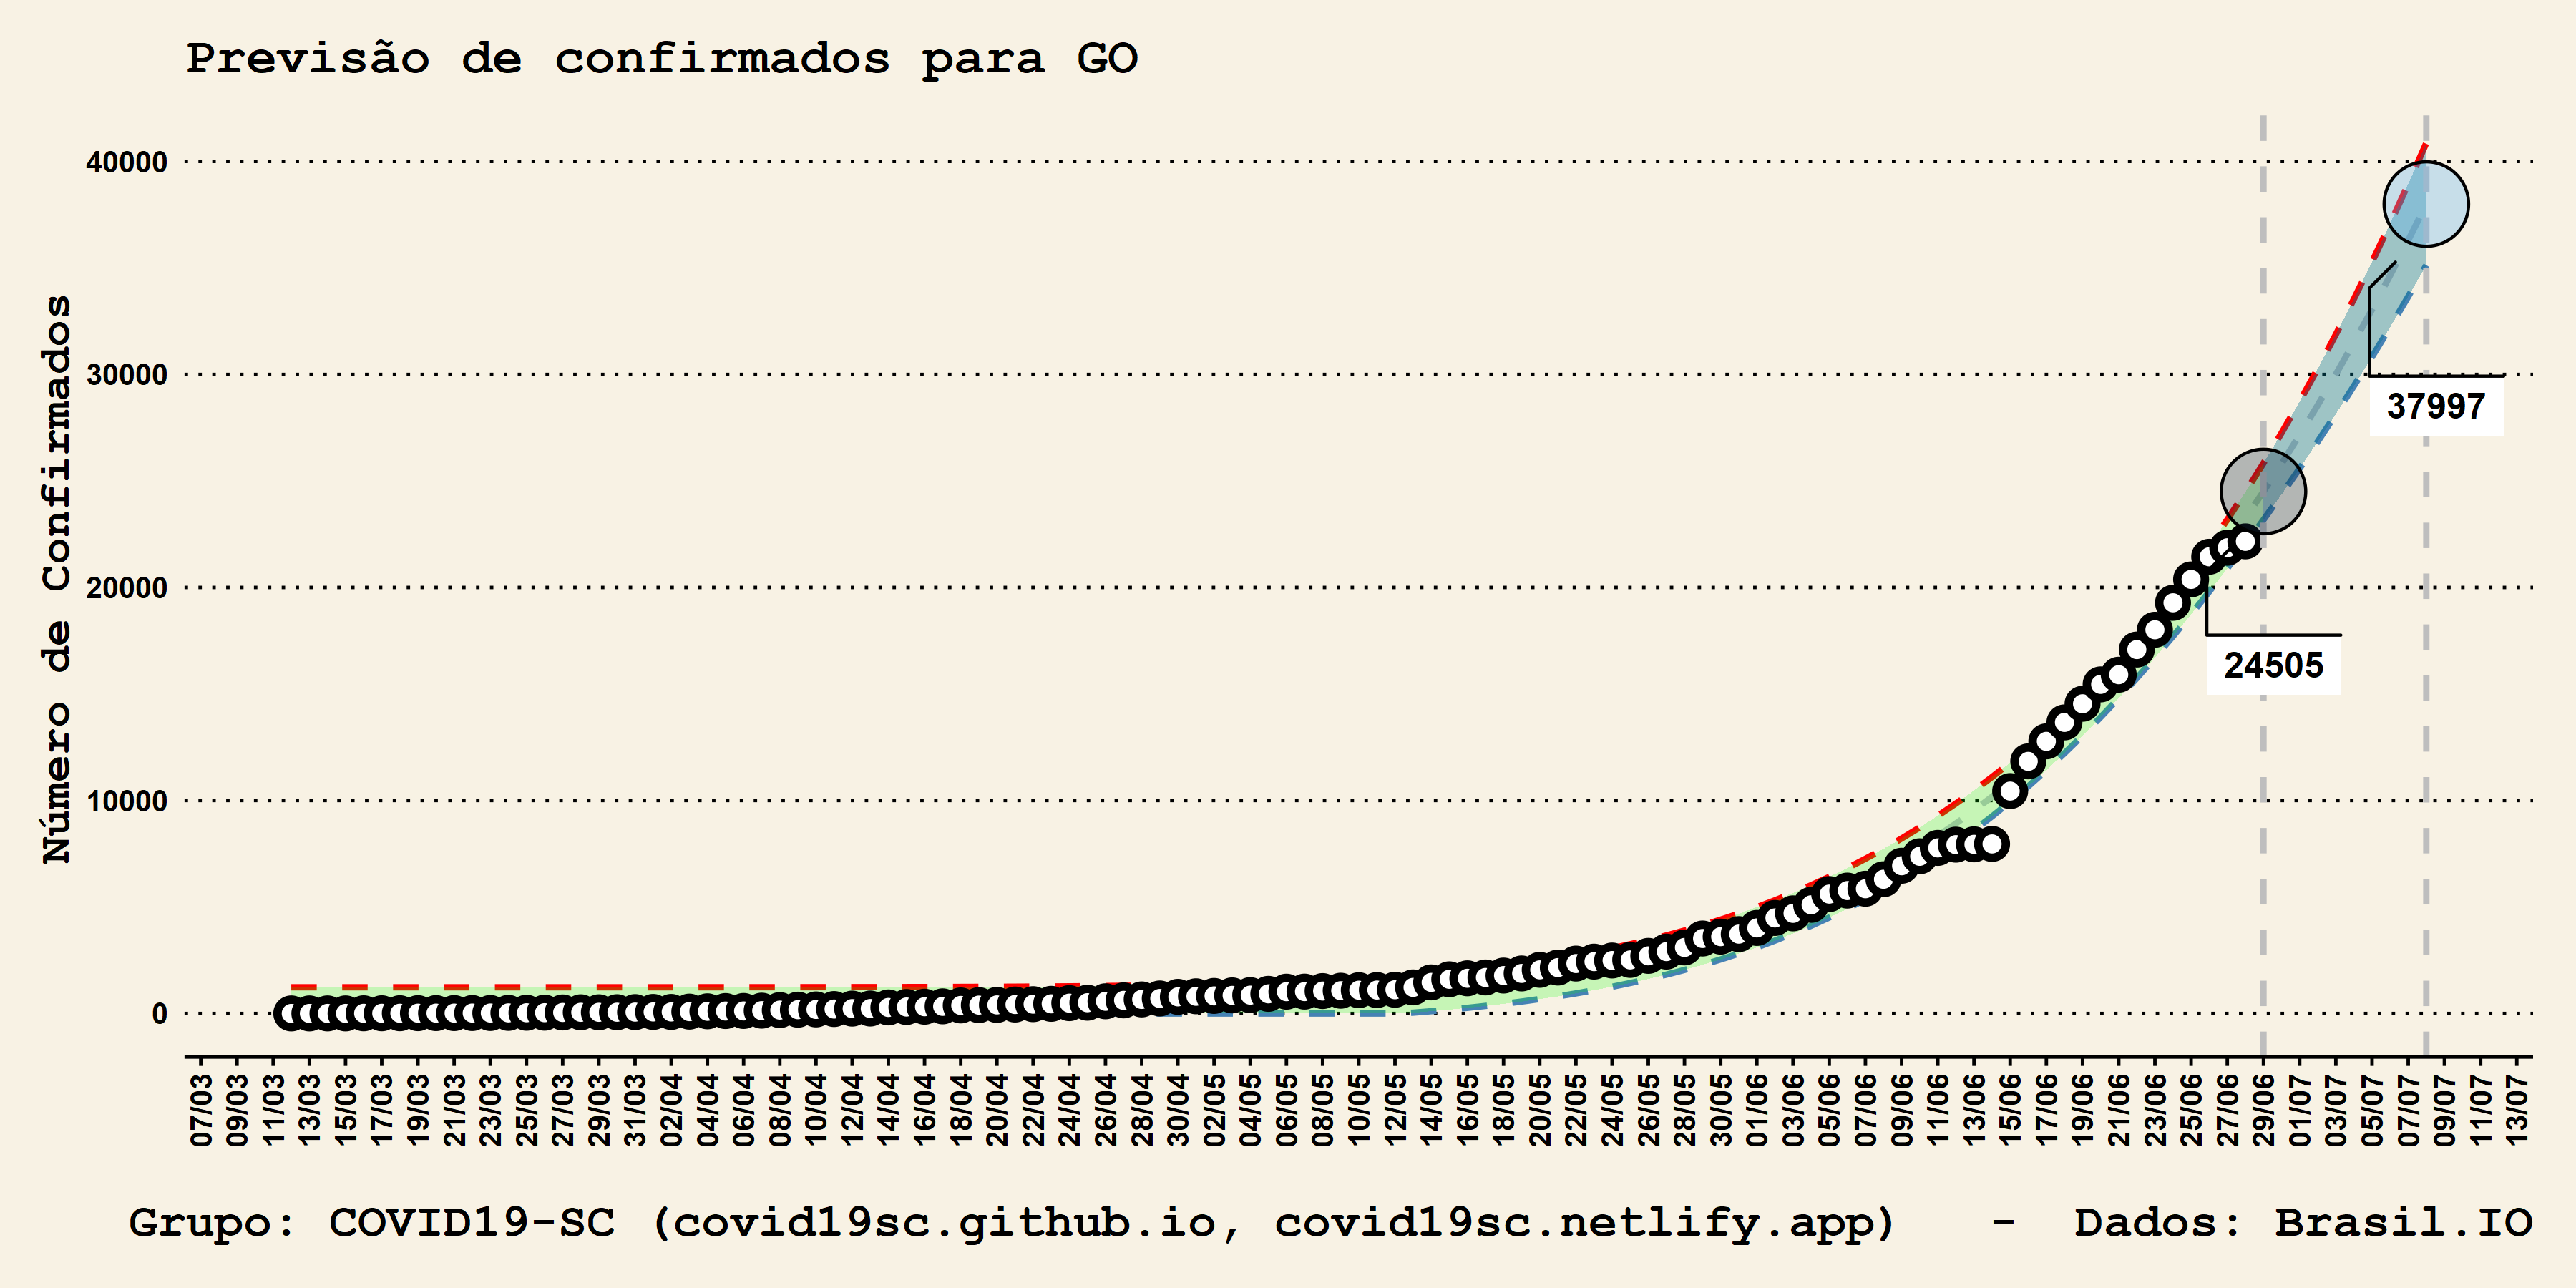 Previsão de confirmados para GO
Número de Confirmados
40000
30000
20000
10000
0
37997
24505
07/03 09/03 11/03 13/03 15/03 17/03 19/03 21/03 23/03 25/03 27/03 29/03 31/03 02/04 04/04 06/04 08/04 10/04 12/04 14/04 16/04 18/04 20/04 22/04 24/04 26/04 28/04 30/04 02/05 04/05 06/05 08/05 10/05 12/05 14/05 16/05 18/05 20/05 22/05 24/05 26/05 28/05 30/05 01/06 03/06 05/06 07/06 09/06 11/06 13/06 15/06 17/06 19/06 21/06 23/06 25/06 27/06 29/06 01/07 03/07 05/07 07/07 09/07 11/07 13/07
Grupo: COVID19-SC (covid19sc.github.io, covid19sc.netlify.app) - Dados: Brasil.IO